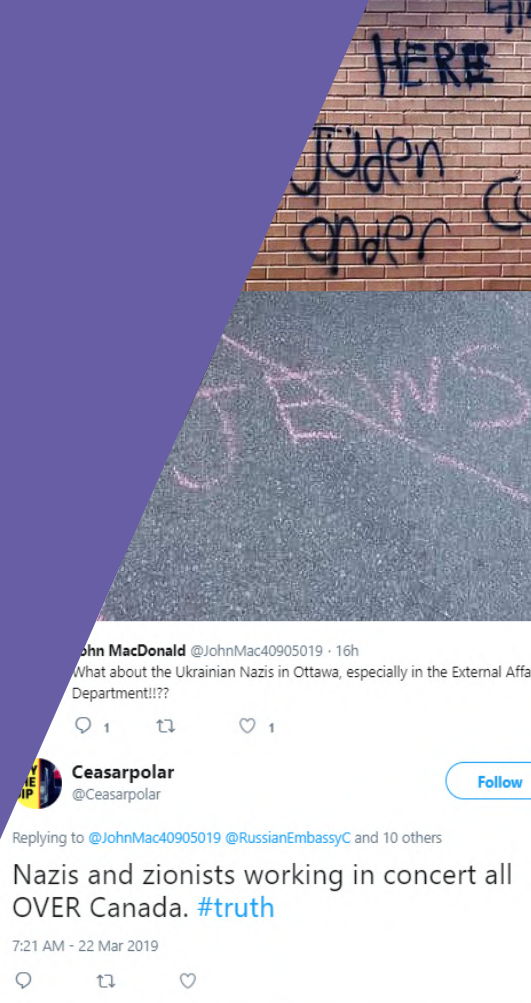 HERE
Jüden
onder
JEWS
ohn MacDonald @JohnMac40905019 · 16h
What about the Ukrainian Nazis in Ottawa, especially in the External Affa
Department!!??
1 1
Ceasarpolar
@Ceasarpolar
Follow
Replying to @JohnMac40905019 @RussianEmbassyC and 10 others
Nazis and zionists working in concert all
OVER Canada. #truth
7:21 AM - 22 Mar 2019